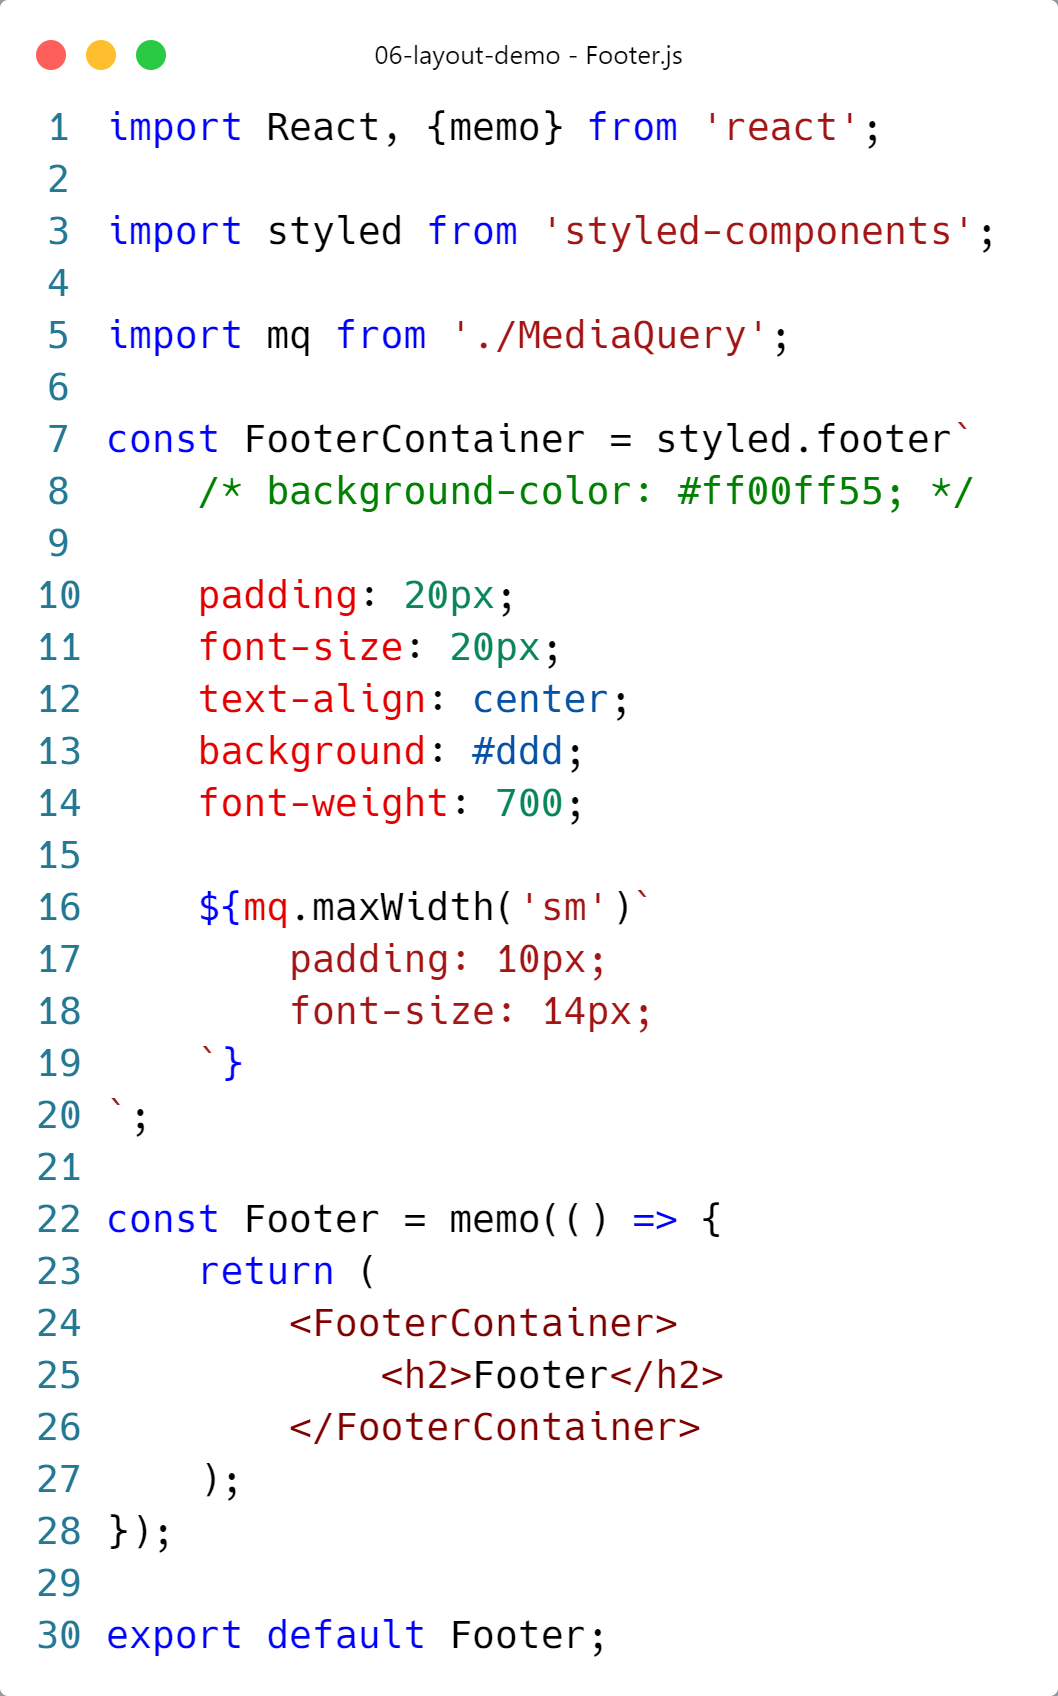 06-layout-demo - Footer.js
1 import React, {memo} from 'react';
2
3 import styled from 'styled-components';
4
5 import mq from './MediaQuery';
6
7 const FooterContainer = styled.footer`
8     /* background-color: #ff00ff55; */
9
10     padding: 20px;
11     font-size: 20px;
12     text-align: center;
13     background: #ddd;
14     font-weight: 700;
15
16     ${mq.maxWidth('sm')`
17         padding: 10px;
18         font-size: 14px;
19     `}
20 `;
21
22 const Footer = memo(() => {
23     return (
24         <FooterContainer>
25             <h2>Footer</h2>
26         </FooterContainer>
27     );
28 });
29
30 export default Footer;